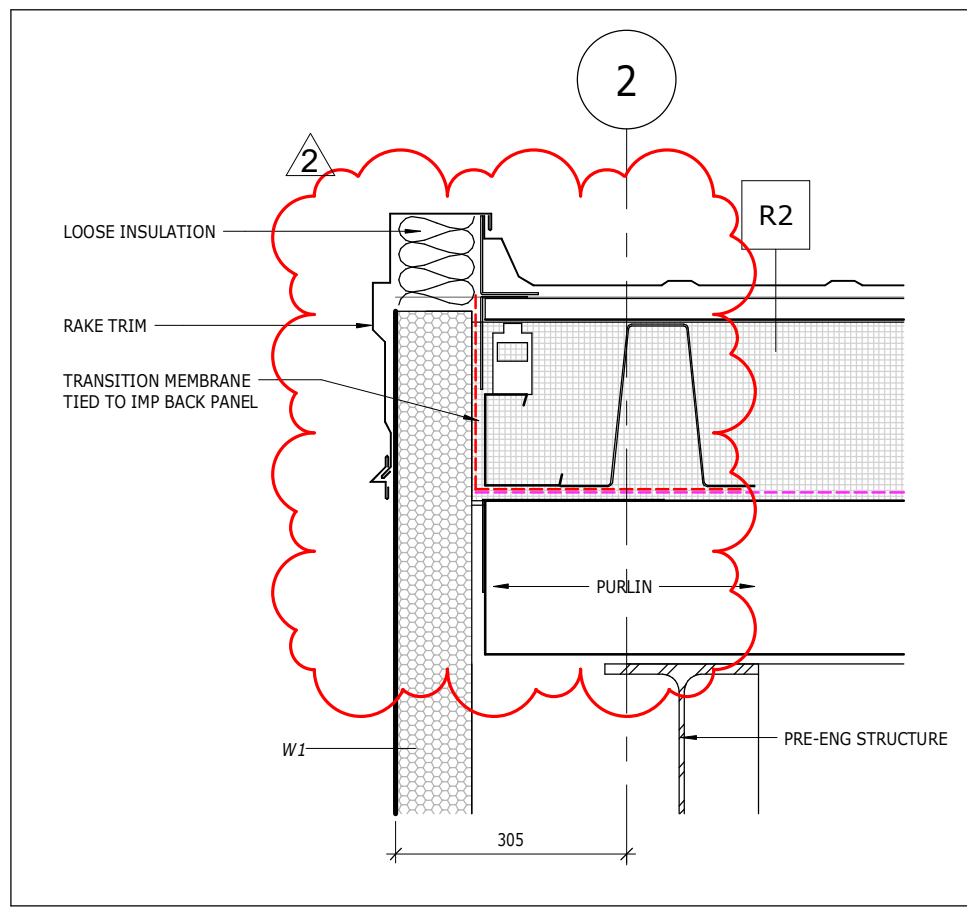 2
2
R2
LOOSE INSULATION
RAKE TRIM
TRANSITION MEMBRANE
TIED TO IMP BACK PANEL
PURLIN
PRE-ENG STRUCTURE
W1
305